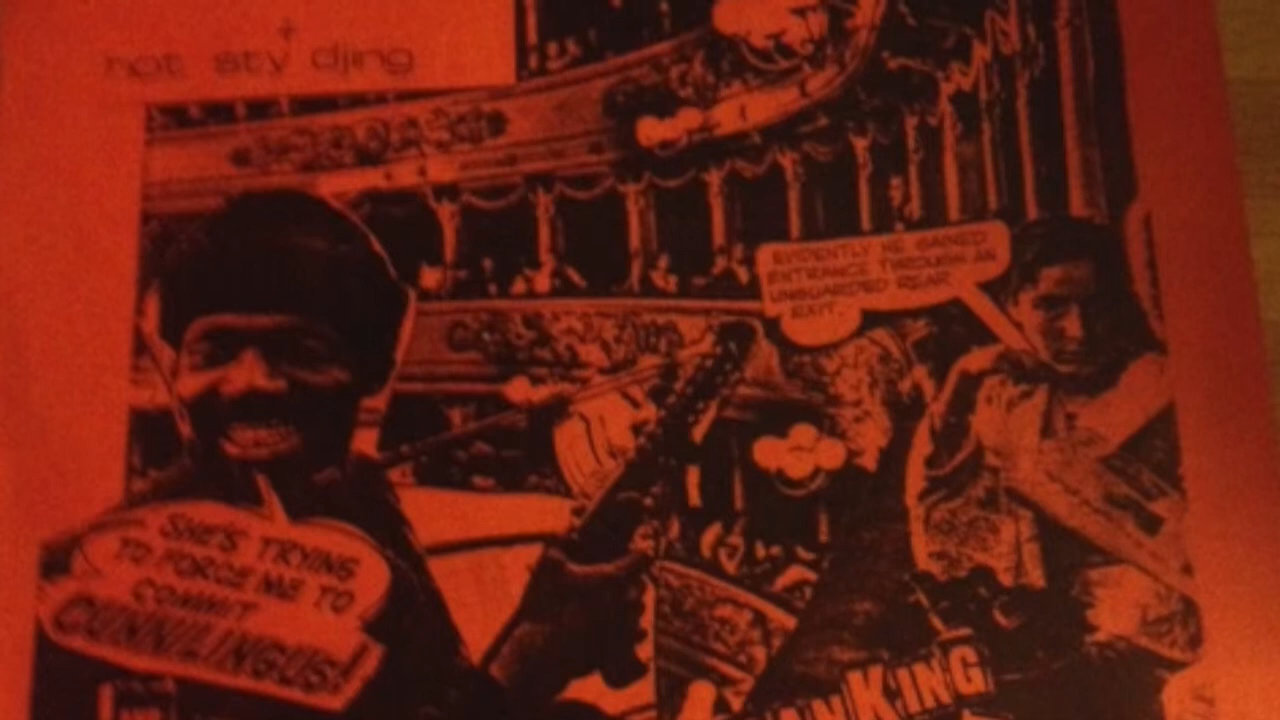 not sty djing
EVIDENTLY HE GAINED
ENTRANCE THROUGH AN
UNGUARDED REAR
EXIT.
SHE'S TRYING
TO FORCE ME TO
COMMIT
CUNNILINGUS!
KING